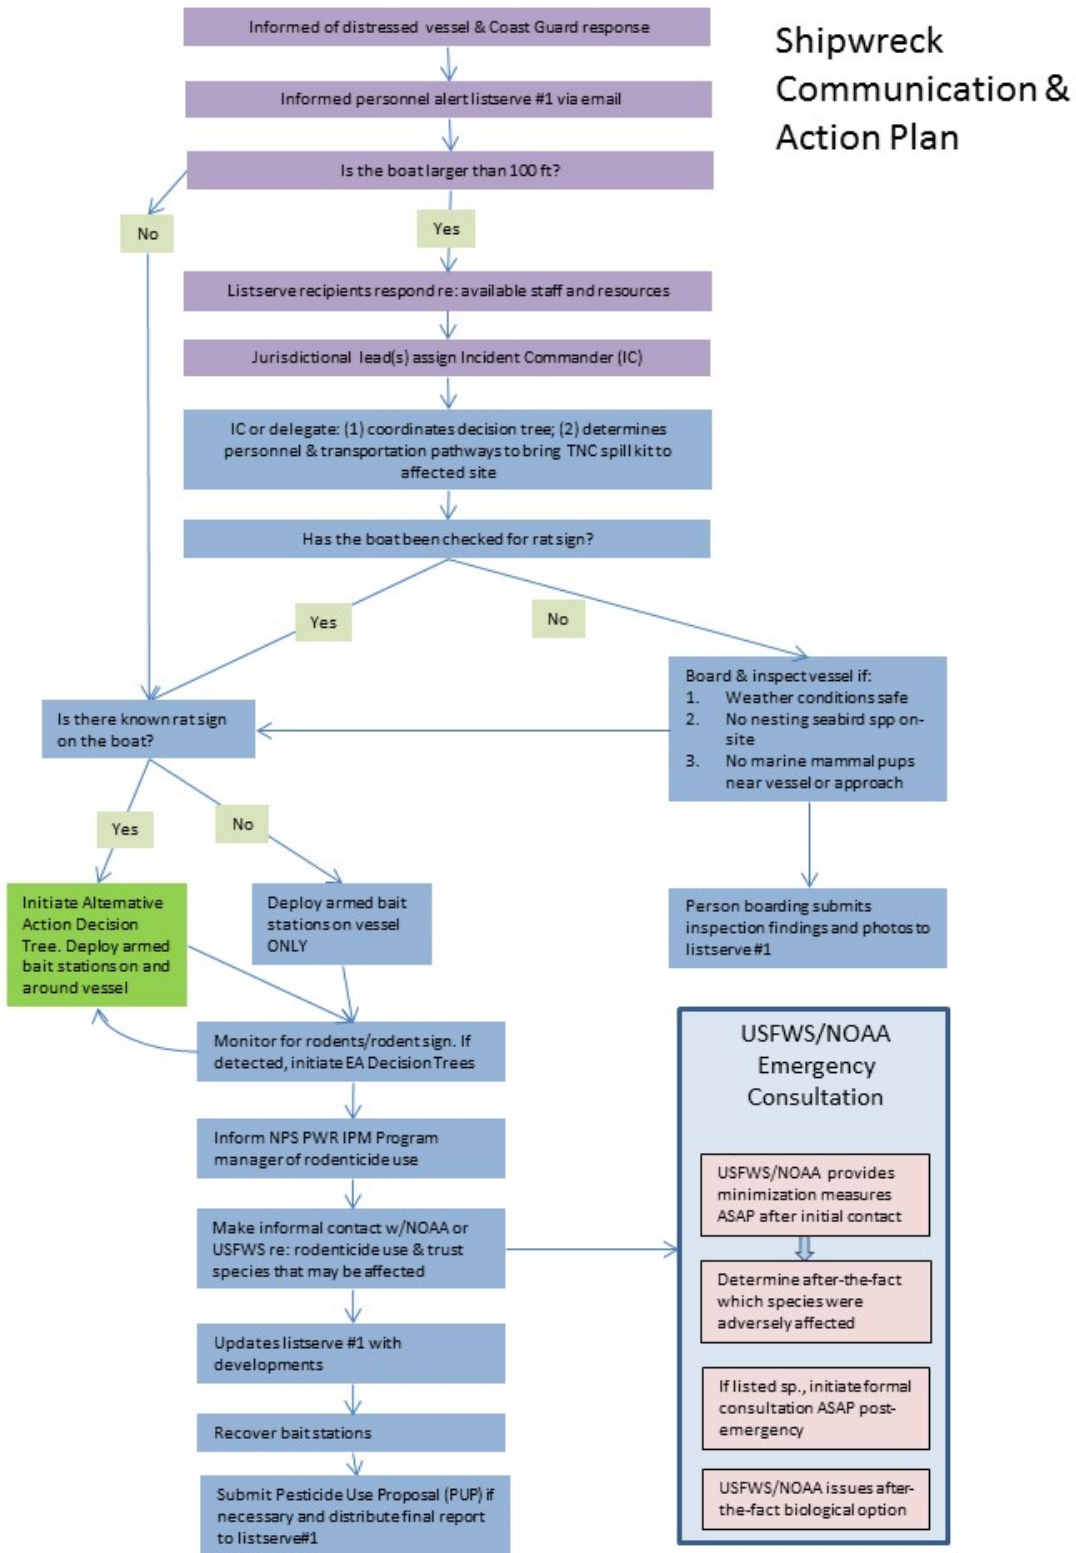 Shipwreck
Communication &
Action Plan
Informed of distressed vessel & Coast Guard response
Informed personnel alert listserve #1 via email
Is the boat larger than 100 ft?
No
Yes
Listserve recipients respond re: available staff and resources
Jurisdictional lead(s) assign Incident Commander (IC)
IC or delegate: (1) coordinates decision tree; (2) determines
personnel & transportation pathways to bring TNC spill kit to
affected site
Has the boat been checked for rat sign?
Yes
No
Board & inspect vessel if:
1. Weather conditions safe
2. No nesting seabird spp on-
site
3. No marine mammal pups
near vessel or approach
Is there known rat sign
on the boat?
Yes
No
Initiate Alternative
Action Decision
Tree. Deploy armed
bait stations on and
around vessel
Deploy armed bait
stations on vessel
ONLY
Person boarding submits
inspection findings and photos to
listserve #1
Monitor for rodents/rodent sign. If
detected, initiate EA Decision Trees
Inform NPS PWR IPM Program
manager of rodenticide use
Make informal contact w/NOAA or
USFWS re: rodenticide use & trust
species that may be affected
Updates listserve #1 with
developments
Recover bait stations
Submit Pesticide Use Proposal (PUP) if
necessary and distribute final report
to listserve#1
USFWS/NOAA
Emergency
Consultation
USFWS/NOAA provides
minimization measures
ASAP after initial contact
Determine after-the-fact
which species were
adversely affected
If listed sp., initiate formal
consultation ASAP post-
emergency
USFWS/NOAA issues after-
the-fact biological option